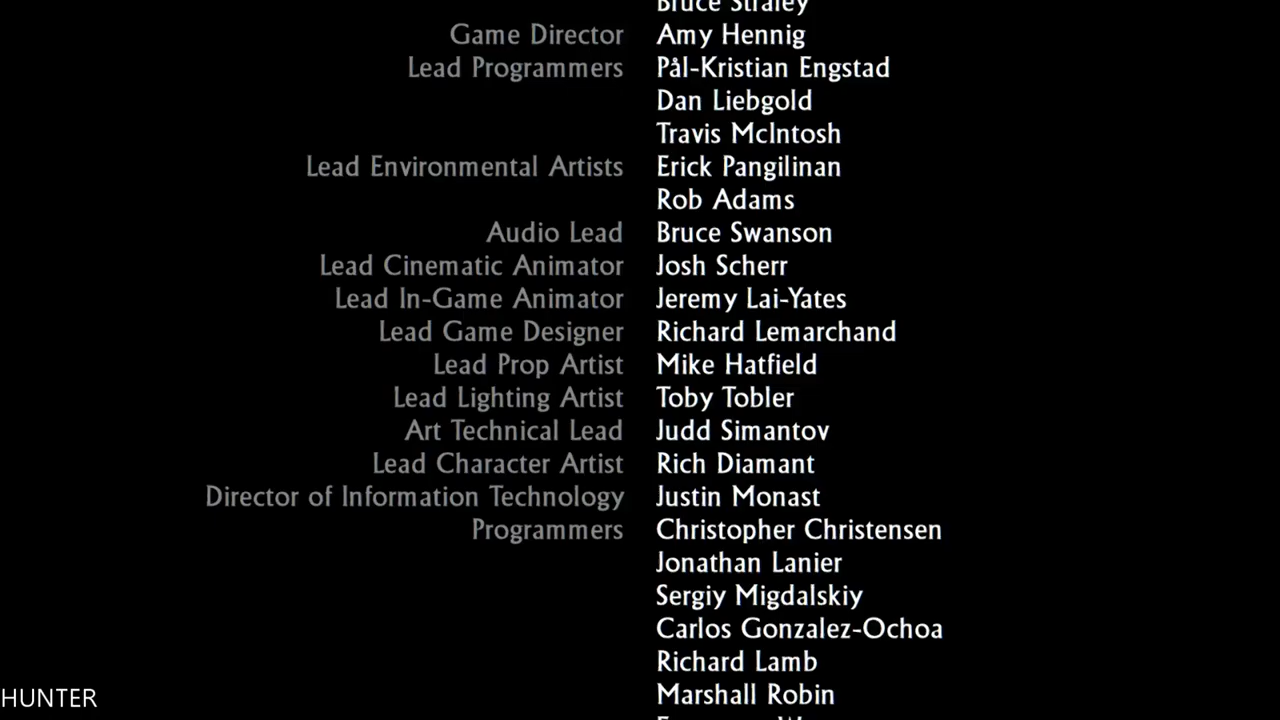 Bruce Straley
Game Director Amy Hennig
Lead Programmers Pål-Kristian Engstad
Dan Liebgold
Travis McIntosh
Lead Environmental Artists Erick Pangilinan
Rob Adams
Audio Lead Bruce Swanson
Lead Cinematic Animator Josh Scherr
Lead In-Game Animator Jeremy Lai-Yates
Lead Game Designer Richard Lemarchand
Lead Prop Artist Mike Hatfield
Lead Lighting Artist Toby Tobler
Art Technical Lead Judd Simantov
Lead Character Artist Rich Diamant
Director of Information Technology Justin Monast
Programmers Christopher Christensen
Jonathan Lanier
Sergiy Migdalskiy
Carlos Gonzalez-Ochoa
Richard Lamb
Marshall Robin
HUNTER